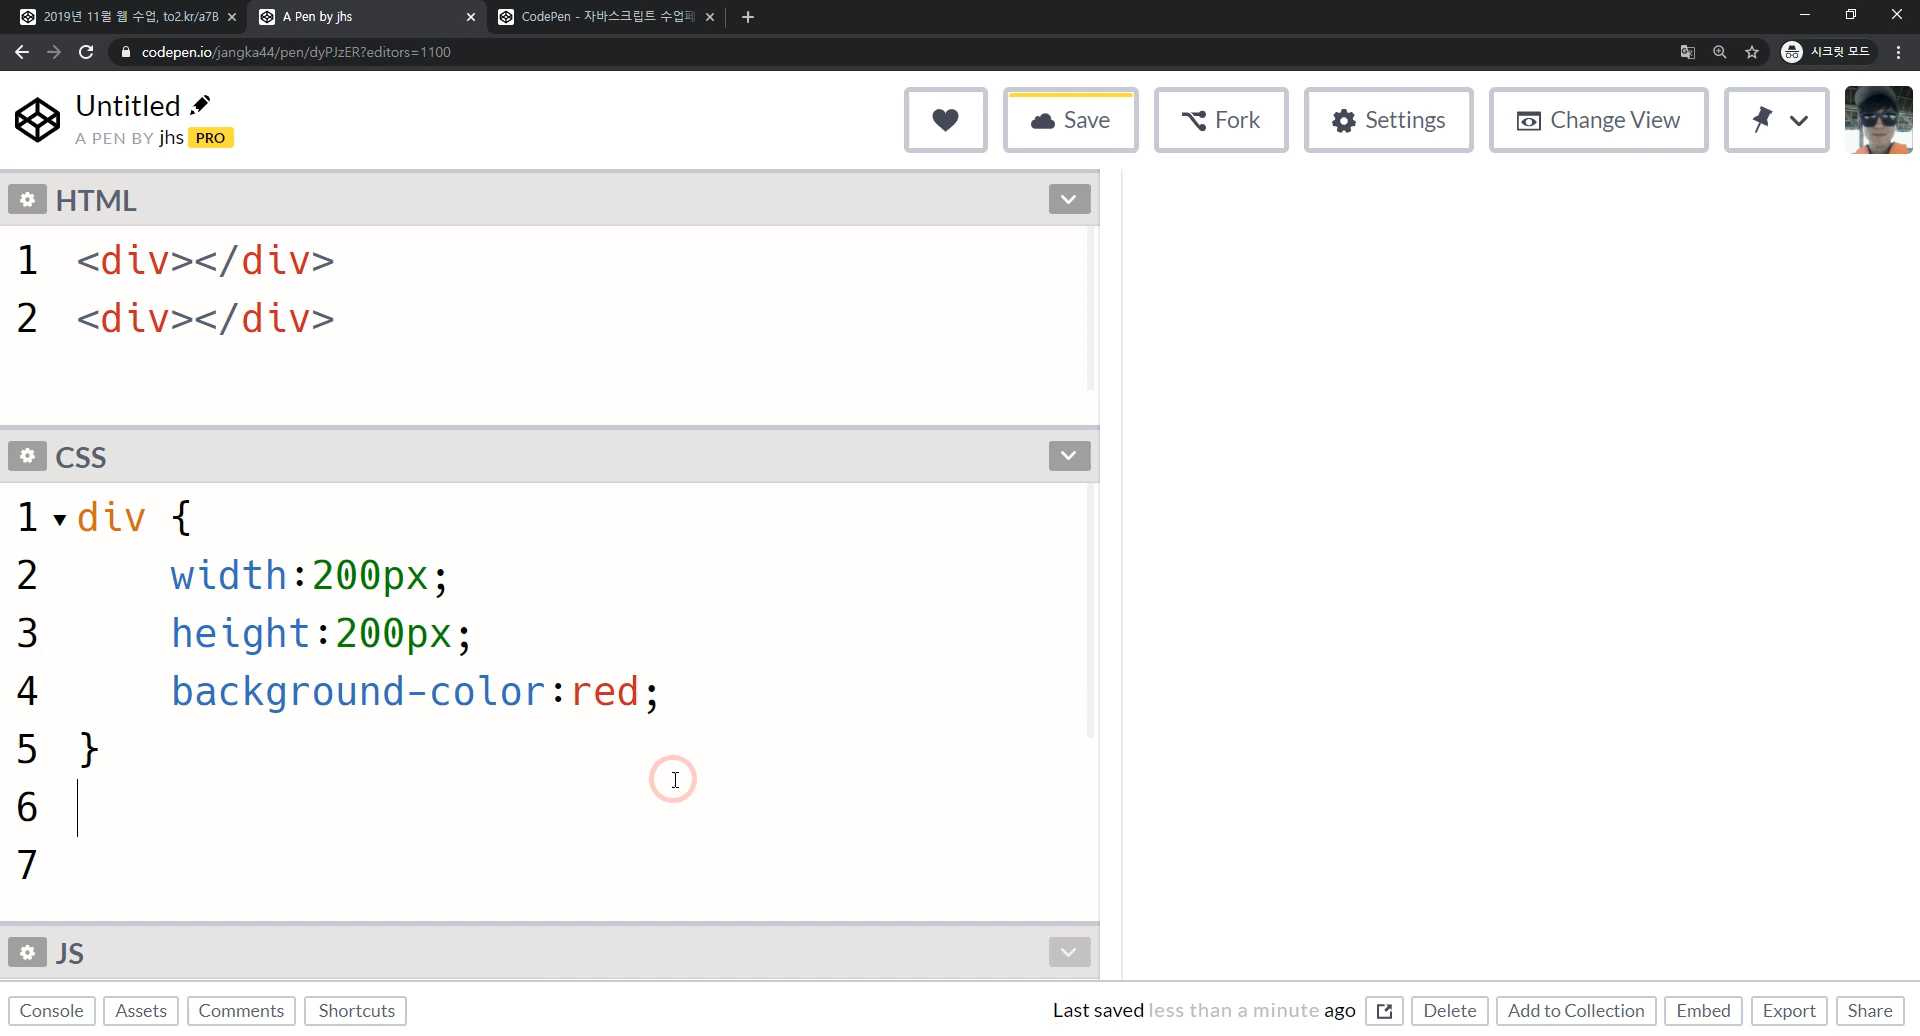 2019년 11월 웹 수업, to2.kr/a7B
A Pen by jhs
CodePen - 자바스크립트 수업페
codepen.io/jangka44/pen/dyPJzER?editors=1100
시크릿 모드
Untitled
A PEN BY jhs PRO
Save
Fork
Settings
Change View
HTML
1 <div></div>
2 <div></div>
CSS
1 div {
2 width:200px;
3 height:200px;
4 background-color:red;
5 }
6
7
JS
Console Assets Comments Shortcuts
Last saved less than a minute ago
Delete Add to Collection Embed Export Share